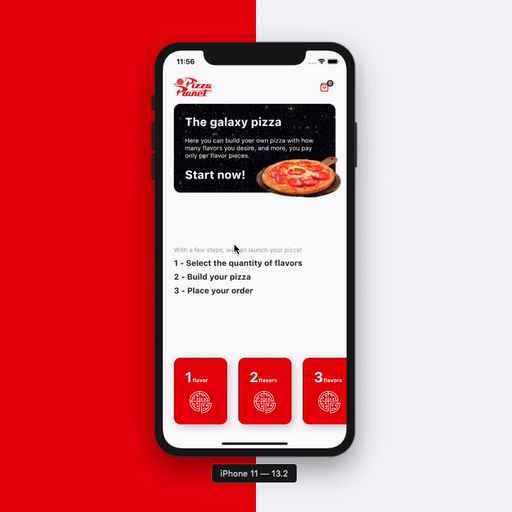 11:56
Pizza
Planet
0
The galaxy pizza
Here you can build your own pizza with how
many flavors you desire, and more, you pay
only per flavor pieces.
Start now!
With a few steps, we can launch your pizza!
1 - Select the quantity of flavors
2 - Build your pizza
3 - Place your order
1 flavor
2 flavors
3 flavors
iPhone 11 — 13.2